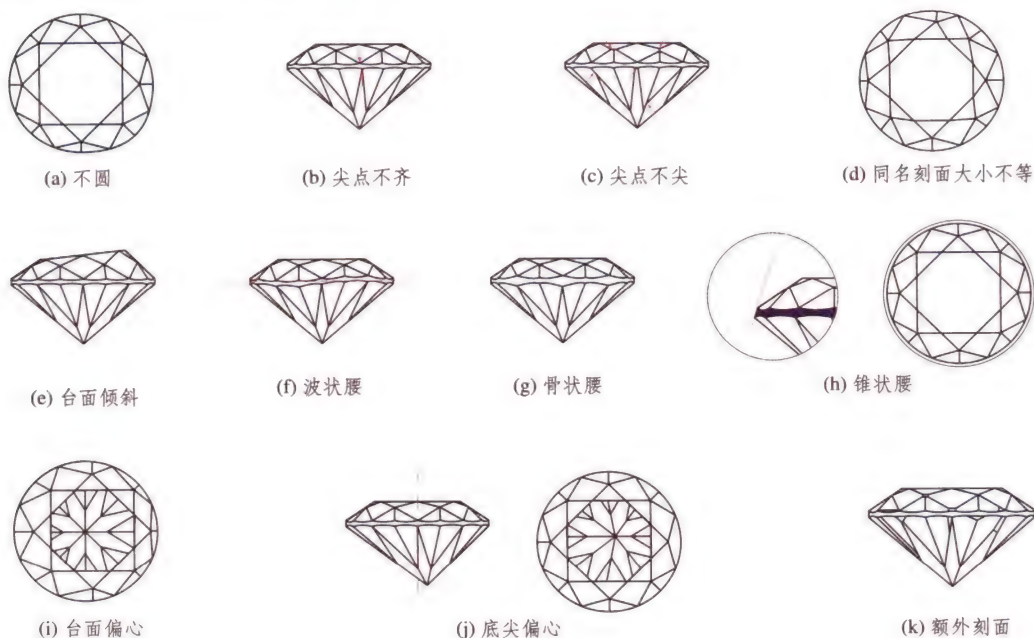 (a) 不圆
(b) 尖点不齐
(c) 尖点不尖
(d) 同名刻面大小不等
(e) 台面倾斜
(f) 波状腰
(g) 骨状腰
(h) 锥状腰
(i) 台面偏心
(j) 底尖偏心
(k) 额外刻面